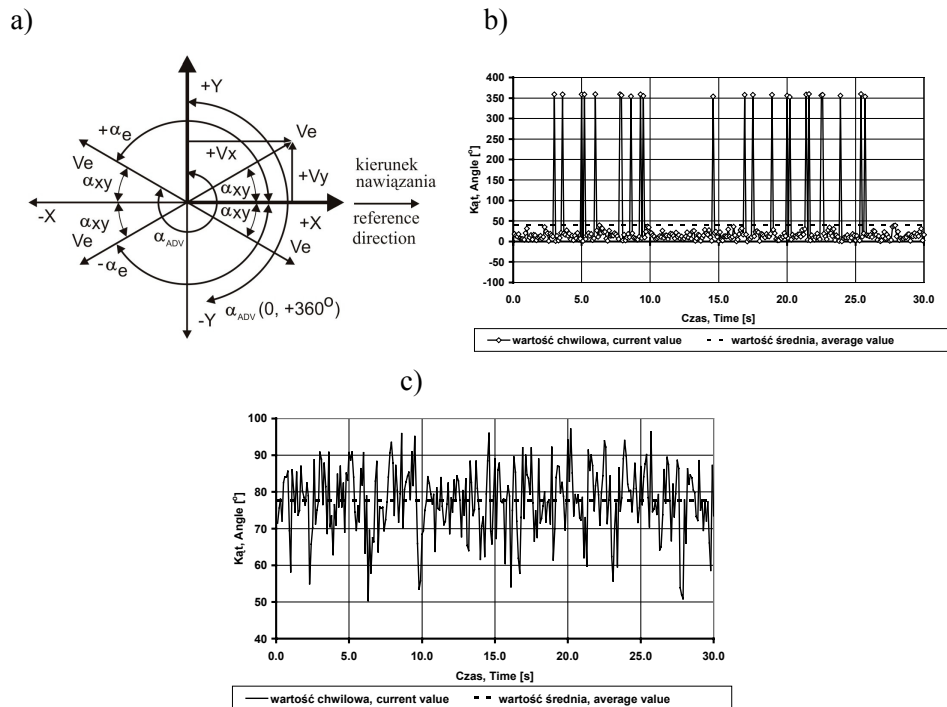 a)
+Y
+αe
Ve
Ve
+Vx
αxy
αxy
+Vy
kierunek
nawiązania
-X
αxy
αxy
+X
reference
direction
Ve
αADV
Ve
-αe
-Y
αADV (0, +360°)
b)
400
350
300
250
200
150
100
50
0
-50
-100
Kąt, Angle [°]
0.0 5.0 10.0 15.0 20.0 25.0 30.0
Czas, Time [s]
wartość chwilowa, current value wartość średnia, average value
c)
100
90
80
70
60
50
40
Kąt, Angle [°]
0.0 5.0 10.0 15.0 20.0 25.0 30.0
Czas, Time [s]
wartość chwilowa, current value wartość średnia, average value